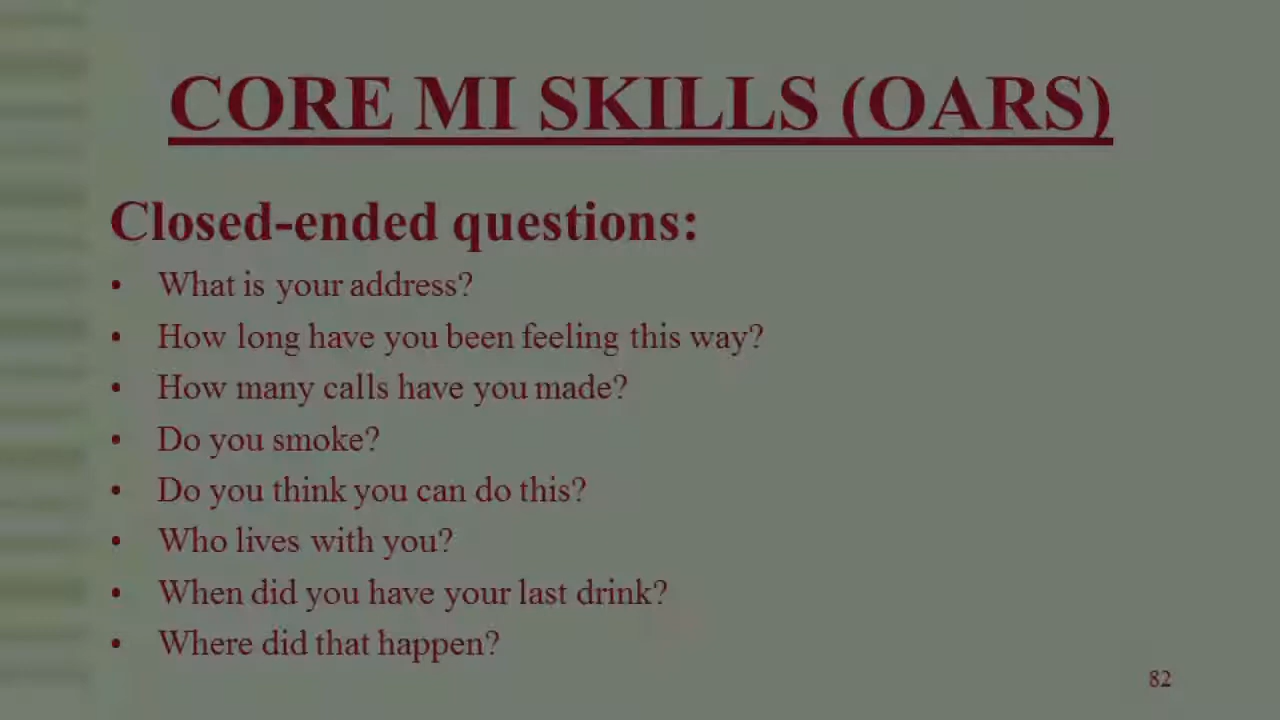 CORE MI SKILLS (OARS)
Closed-ended questions:
• What is your address?
• How long have you been feeling this way?
• How many calls have you made?
• Do you smoke?
• Do you think you can do this?
• Who lives with you?
• When did you have your last drink?
• Where did that happen?
82